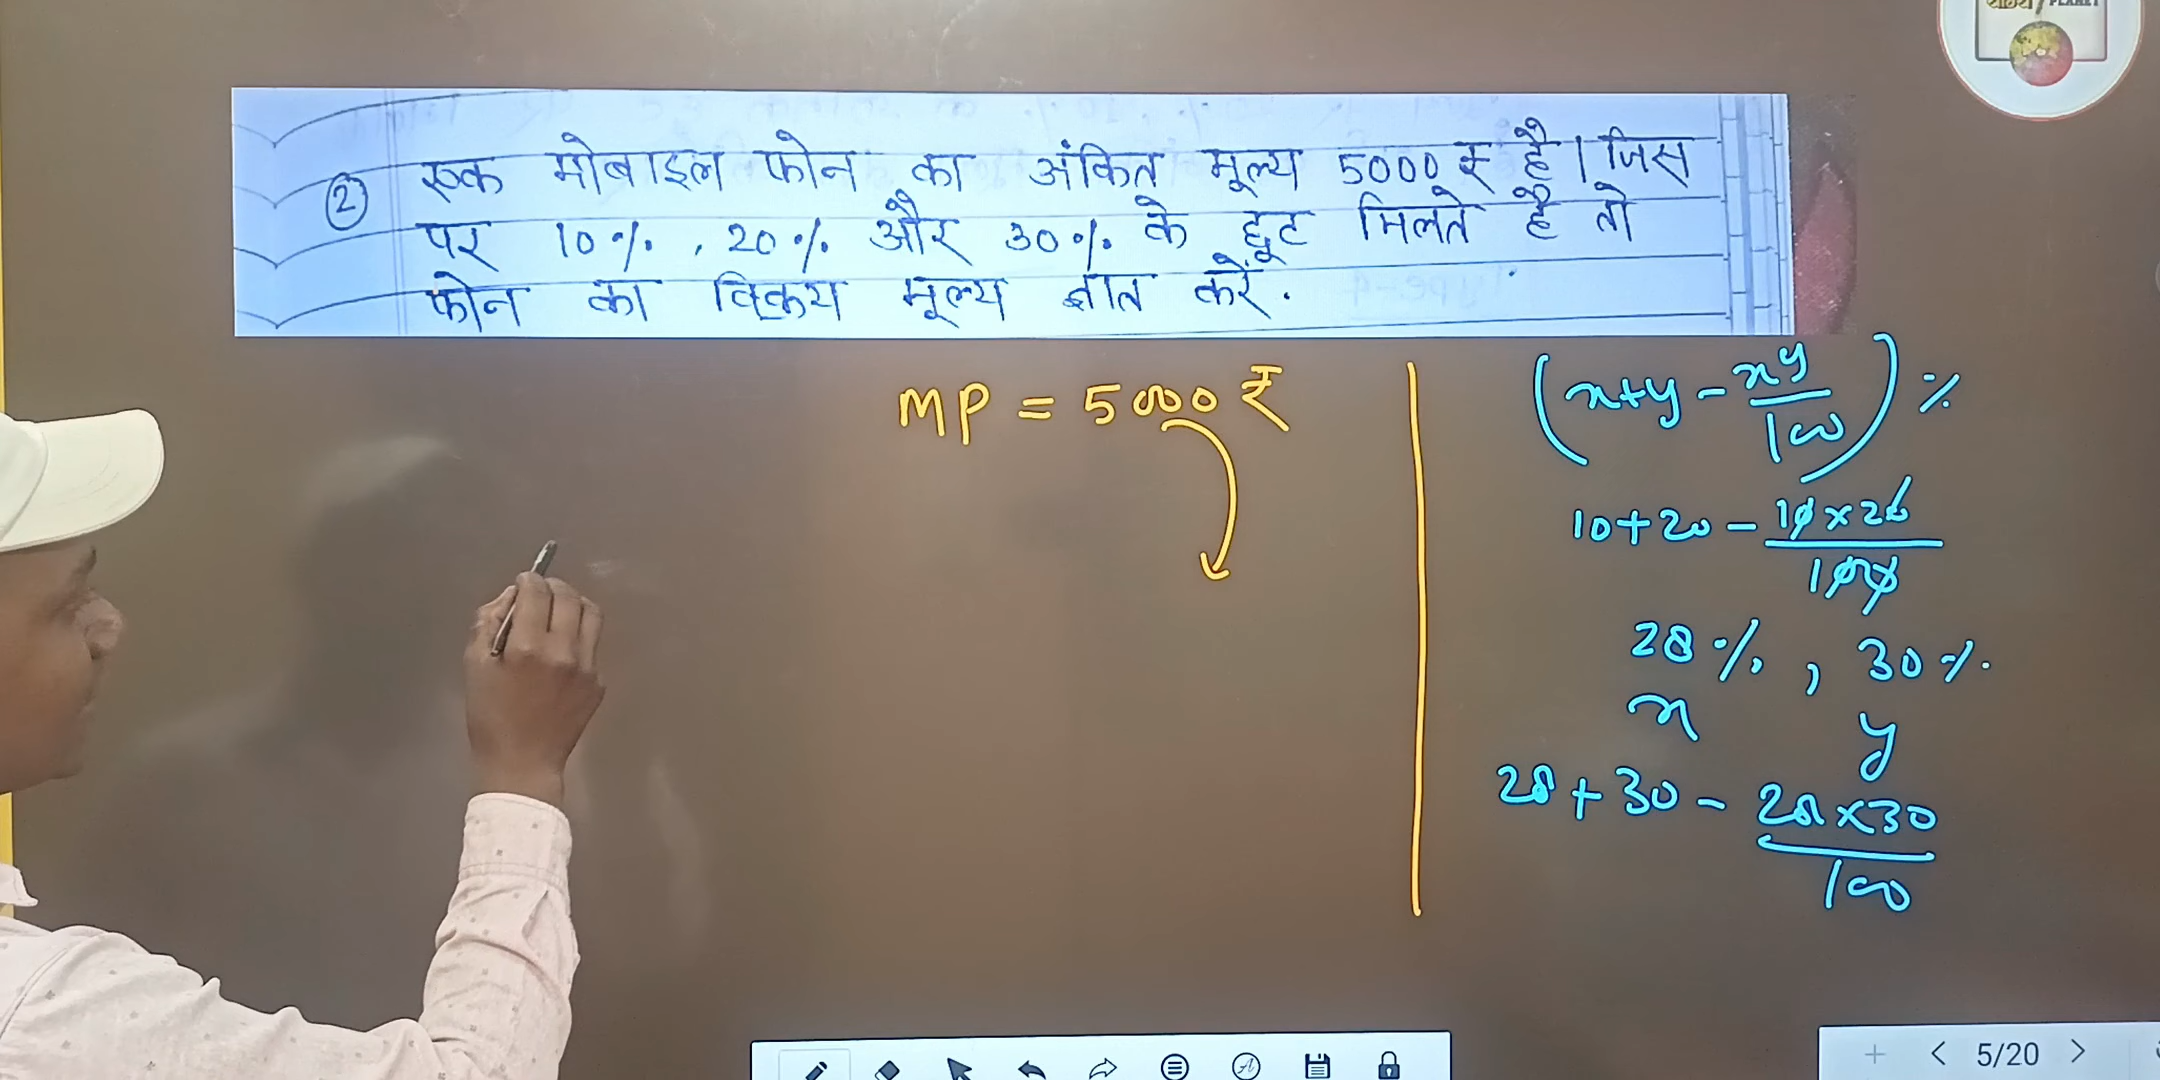 ② एक मोबाइल फोन का अंकित मूल्य 5000 ₹ है। जिस
पर 10%, 20% और 30% के छूट मिलते है तो
फोन का विक्रय मूल्य ज्ञात करें.
MP = 5000 ₹
(x+y - xy/100) %
10+20 - 10×20/100
28%, 30%
x y
28+30 - 28×30/100
PLANET
5/20